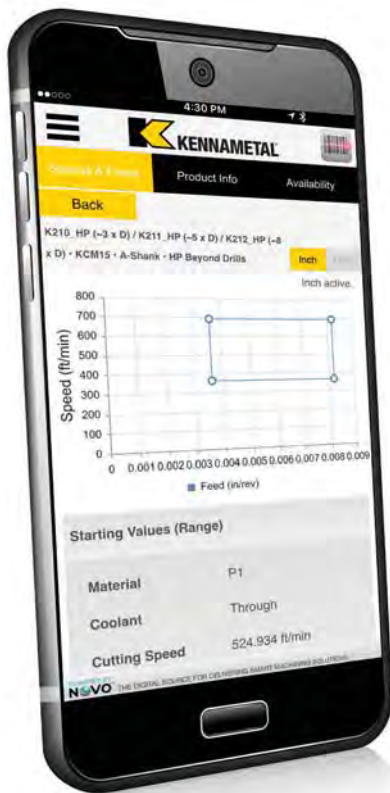 4:30 PM
KENNAMETAL
Speeds & Feeds Product Info Availability
Back
K210_HP (~3 x D) / K211_HP (~5 x D) / K212_HP (~8
x D) • KCM15 • A-Shank • HP Beyond Drills
Inch
Inch active.
Speed (ft/min)
800
700
600
500
400
300
200
100
0
0 0.001 0.002 0.003 0.004 0.005 0.006 0.007 0.008 0.009
Feed (in/rev)
Starting Values (Range)
Material P1
Coolant Through
Cutting Speed 524.934 ft/min
POWERED BY
NOVO THE DIGITAL SOURCE FOR DELIVERING SMART MACHINING SOLUTIONS